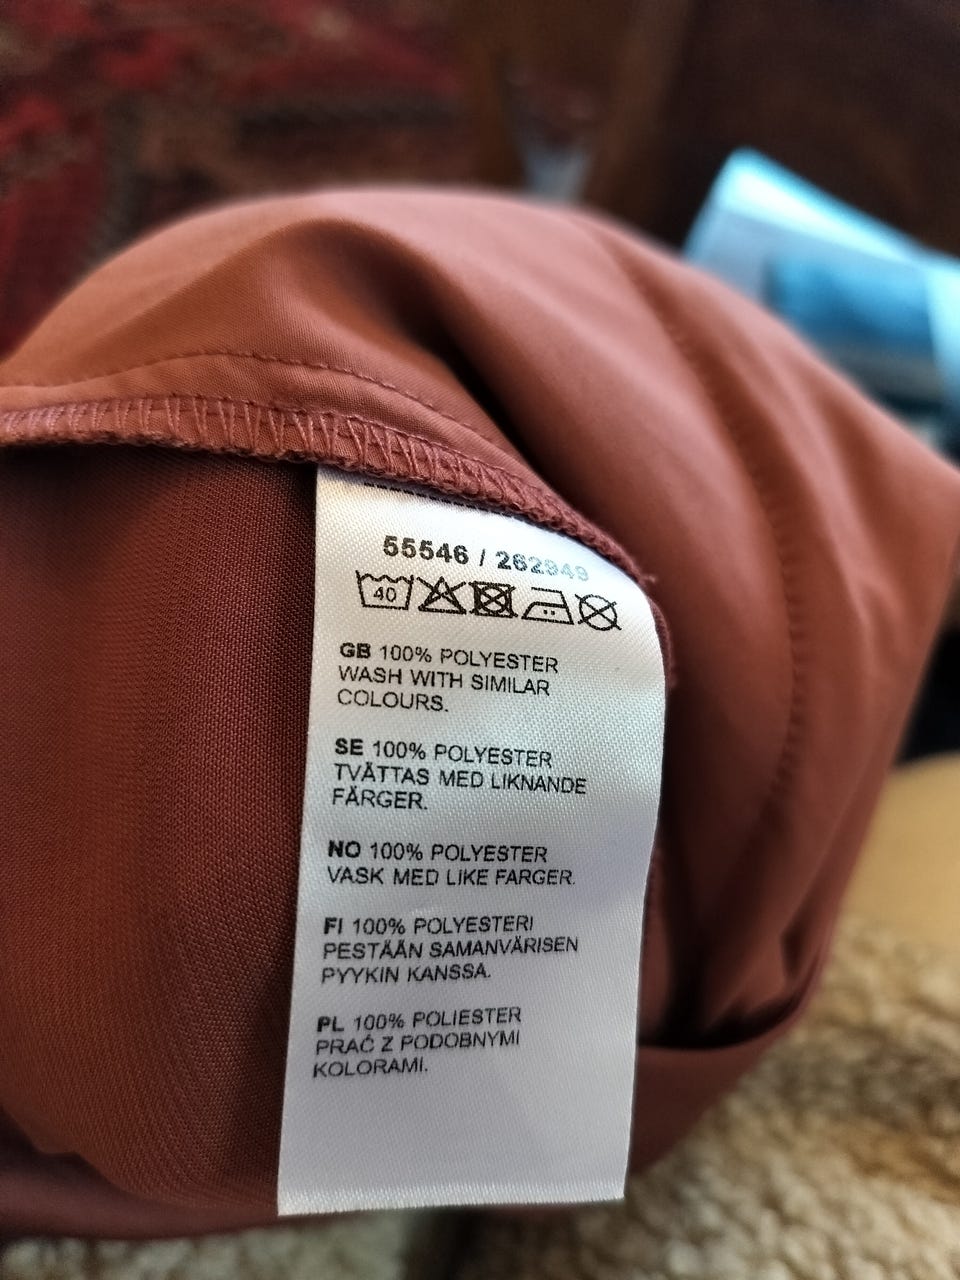 55546 / 262949
40
GB 100% POLYESTER
WASH WITH SIMILAR
COLOURS.
SE 100% POLYESTER
TVÄTTAS MED LIKNANDE
FÄRGER.
NO 100% POLYESTER
VASK MED LIKE FARGER.
FI 100% POLYESTERI
PESTÄÄN SAMANVÄRISEN
PYYKIN KANSSA.
PL 100% POLIESTER
PRAĆ Z PODOBNYMI
KOLORAMI.